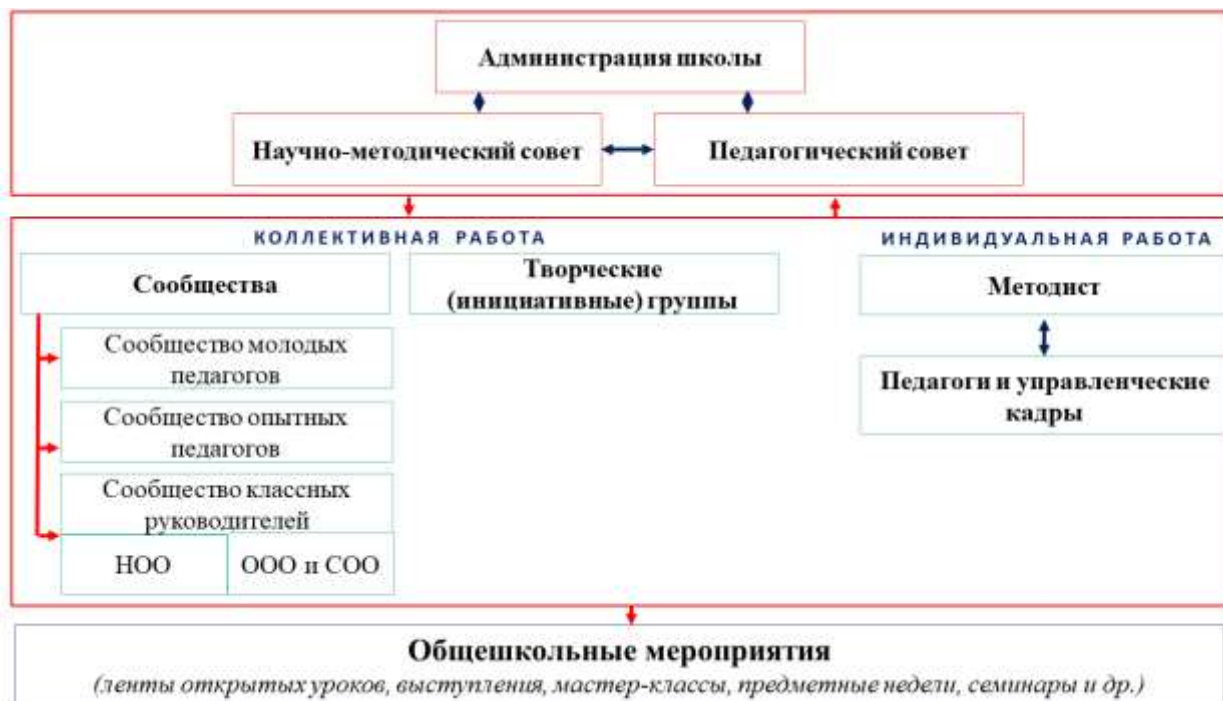 Администрация школы
Научно-методический совет
Педагогический совет
КОЛЛЕКТИВНАЯ РАБОТА
ИНДИВИДУАЛЬНАЯ РАБОТА
Сообщества
Творческие
(инициативные) группы
Методист
Сообщество молодых
педагогов
Педагоги и управленческие
кадры
Сообщество опытных
педагогов
Сообщество классных
руководителей
НОО
ООО и СОО
Общешкольные мероприятия
(ленты открытых уроков, выступления, мастер-классы, предметные недели, семинары и др.)